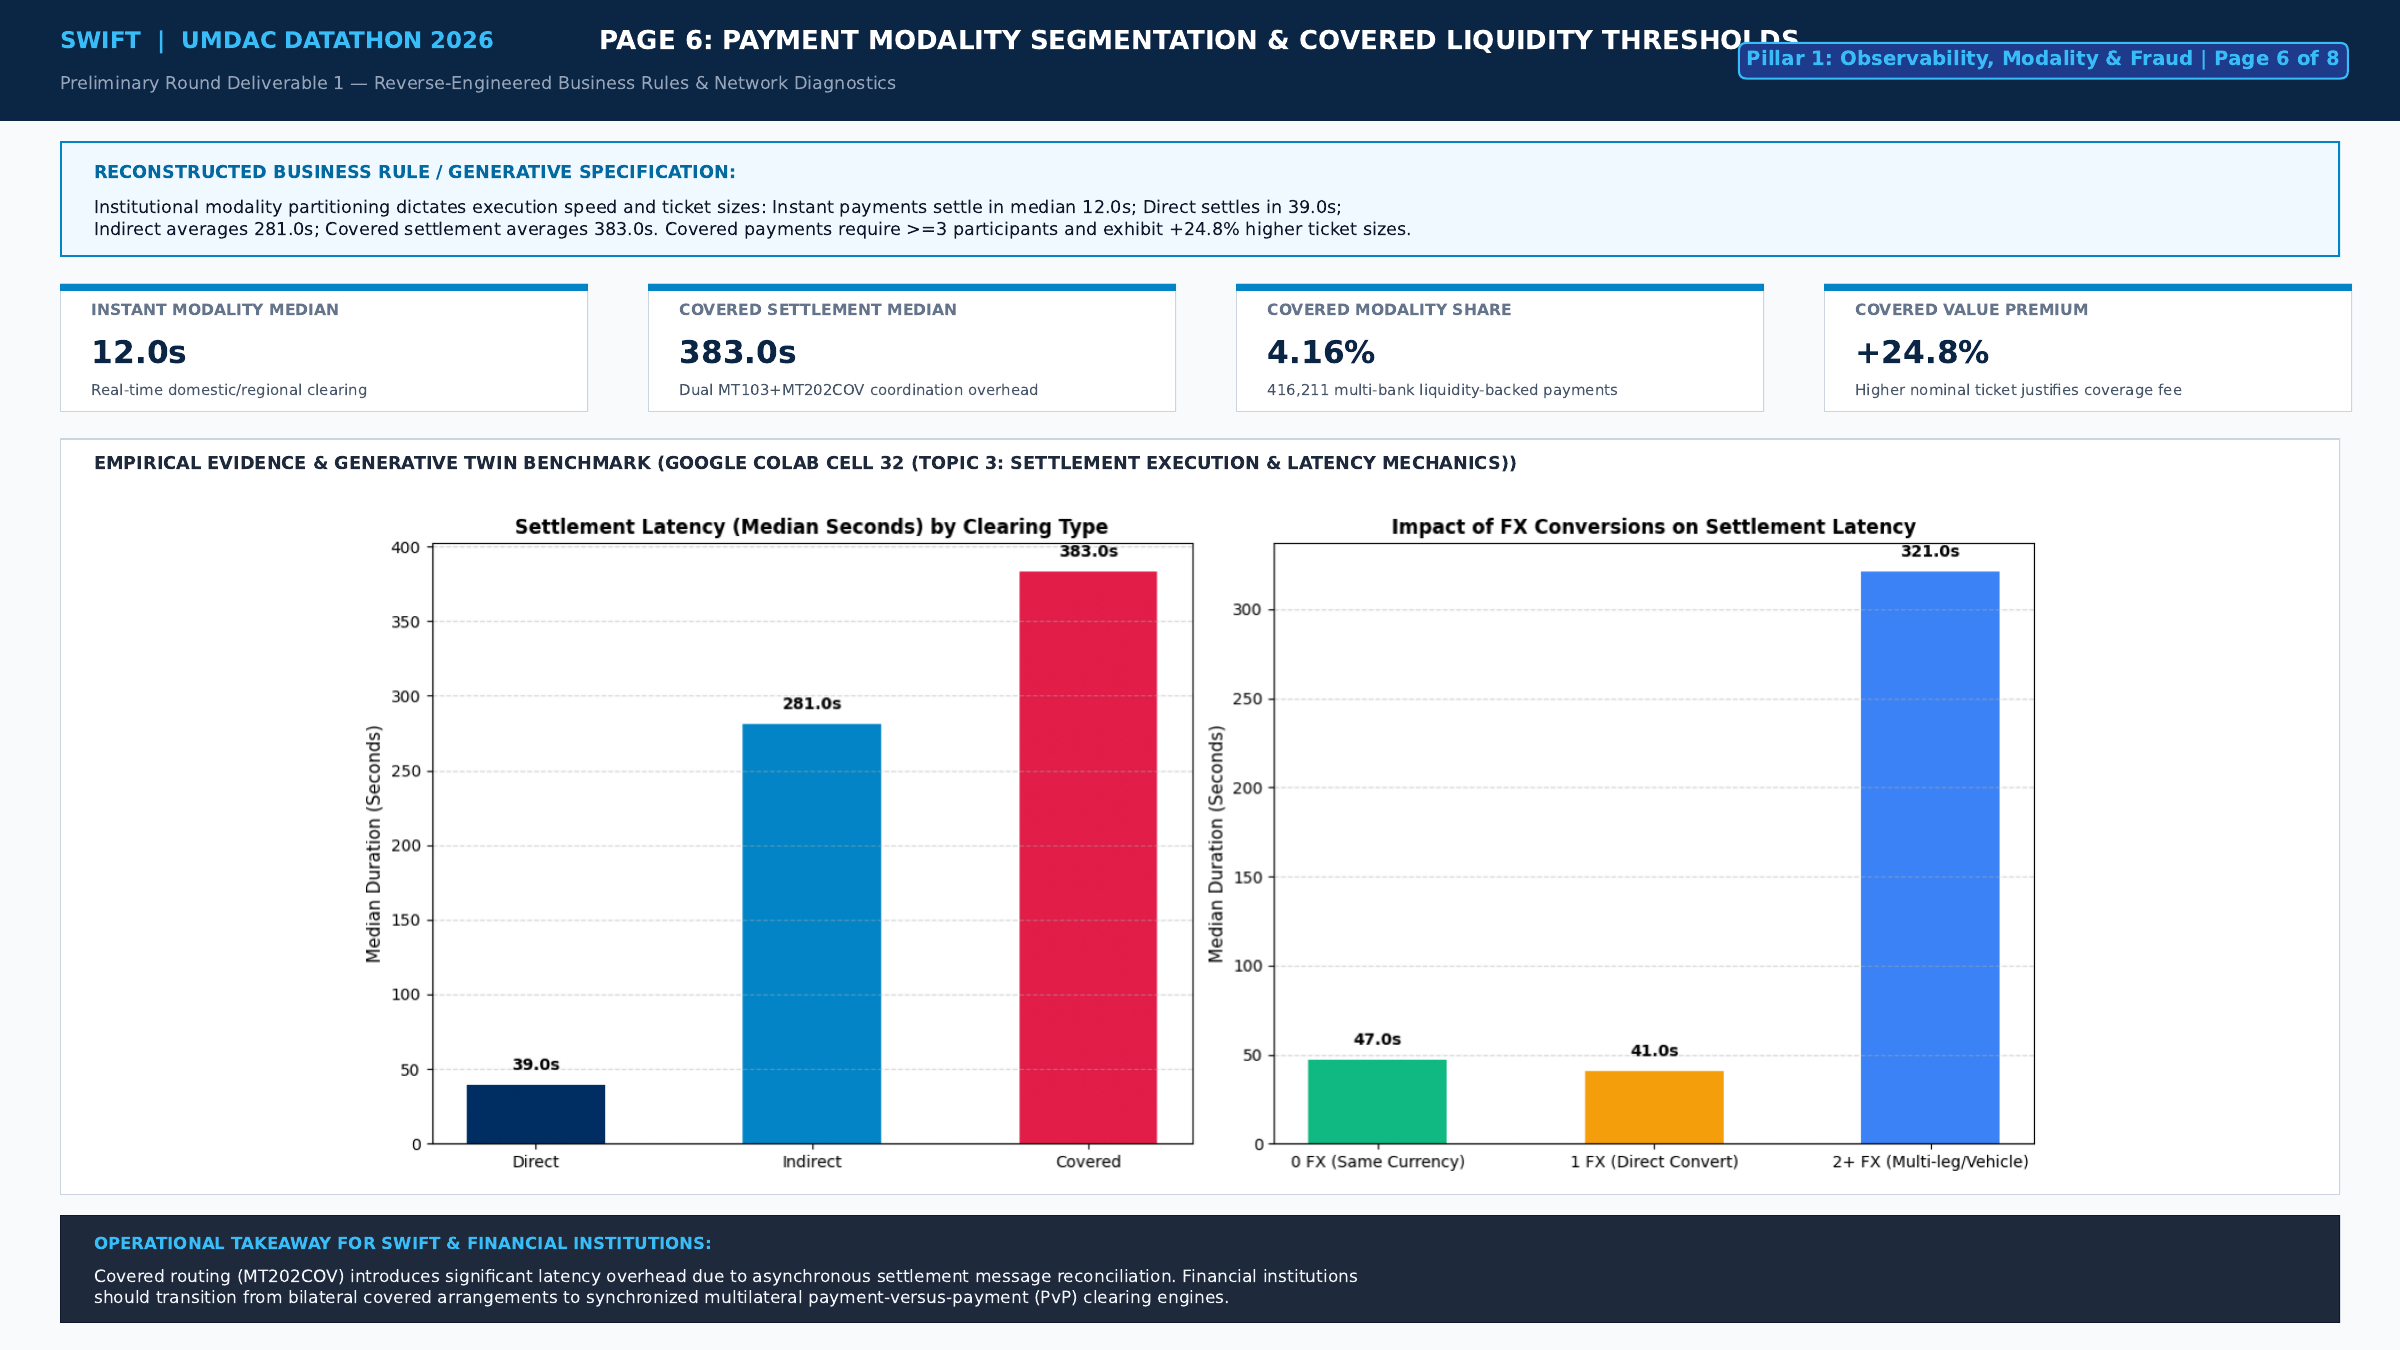 SWIFT | UMDAC DATATHON 2026
PAGE 6: PAYMENT MODALITY SEGMENTATION & COVERED LIQUIDITY THRESHOLDS
Pillar 1: Observability, Modality & Fraud | Page 6 of 8
Preliminary Round Deliverable 1 — Reverse-Engineered Business Rules & Network Diagnostics
RECONSTRUCTED BUSINESS RULE / GENERATIVE SPECIFICATION:
Institutional modality partitioning dictates execution speed and ticket sizes: Instant payments settle in median 12.0s; Direct settles in 39.0s;
Indirect averages 281.0s; Covered settlement averages 383.0s. Covered payments require >=3 participants and exhibit +24.8% higher ticket sizes.
INSTANT MODALITY MEDIAN
12.0s
Real-time domestic/regional clearing
COVERED SETTLEMENT MEDIAN
383.0s
Dual MT103+MT202COV coordination overhead
COVERED MODALITY SHARE
4.16%
416,211 multi-bank liquidity-backed payments
COVERED VALUE PREMIUM
+24.8%
Higher nominal ticket justifies coverage fee
EMPIRICAL EVIDENCE & GENERATIVE TWIN BENCHMARK (GOOGLE COLAB CELL 32 (TOPIC 3: SETTLEMENT EXECUTION & LATENCY MECHANICS))
Settlement Latency (Median Seconds) by Clearing Type
Median Duration (Seconds)
400
350
300
250
200
150
100
50
0
39.0s
281.0s
383.0s
Direct
Indirect
Covered
Impact of FX Conversions on Settlement Latency
Median Duration (Seconds)
300
250
200
150
100
50
0
47.0s
41.0s
321.0s
0 FX (Same Currency)
1 FX (Direct Convert)
2+ FX (Multi-leg/Vehicle)
OPERATIONAL TAKEAWAY FOR SWIFT & FINANCIAL INSTITUTIONS:
Covered routing (MT202COV) introduces significant latency overhead due to asynchronous settlement message reconciliation. Financial institutions
should transition from bilateral covered arrangements to synchronized multilateral payment-versus-payment (PvP) clearing engines.